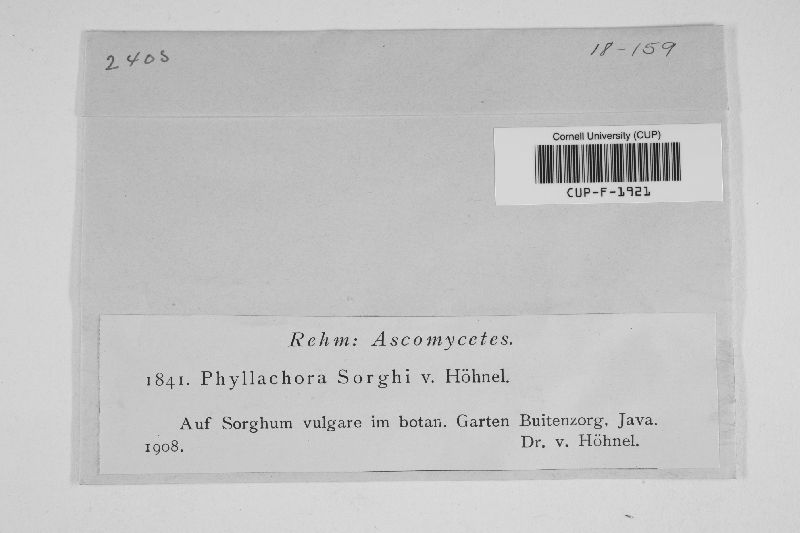 2405
18-159
Cornell University (CUP)
CUP-F-1921
Rehm: Ascomycetes.
1841. Phyllachora Sorghi v. Höhnel.
Auf Sorghum vulgare im botan. Garten Buitenzorg, Java.
1908. Dr. v. Höhnel.